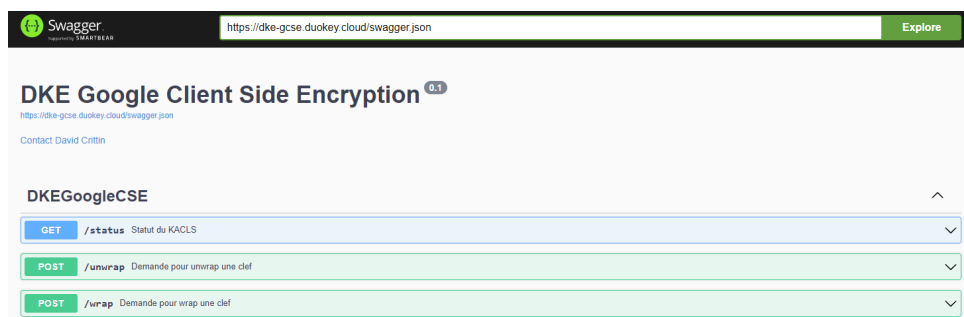 Swagger.
Supported by SMARTBEAR
https://dke-gcse.duokey.cloud/swagger.json
Explore
DKE Google Client Side Encryption 0.1
https://dke-gcse.duokey.cloud/swagger.json
Contact David Crittin
DKEGoogleCSE
GET /status Statut du KACLS
POST /unwrap Demande pour unwrap une clef
POST /wrap Demande pour wrap une clef